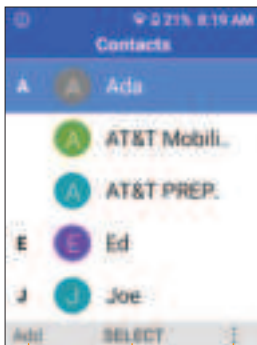 21% 8:19 AM
Contacts
A A Ada
A AT&T Mobili..
A AT&T PREP.
E E Ed
J J Joe
Add SELECT